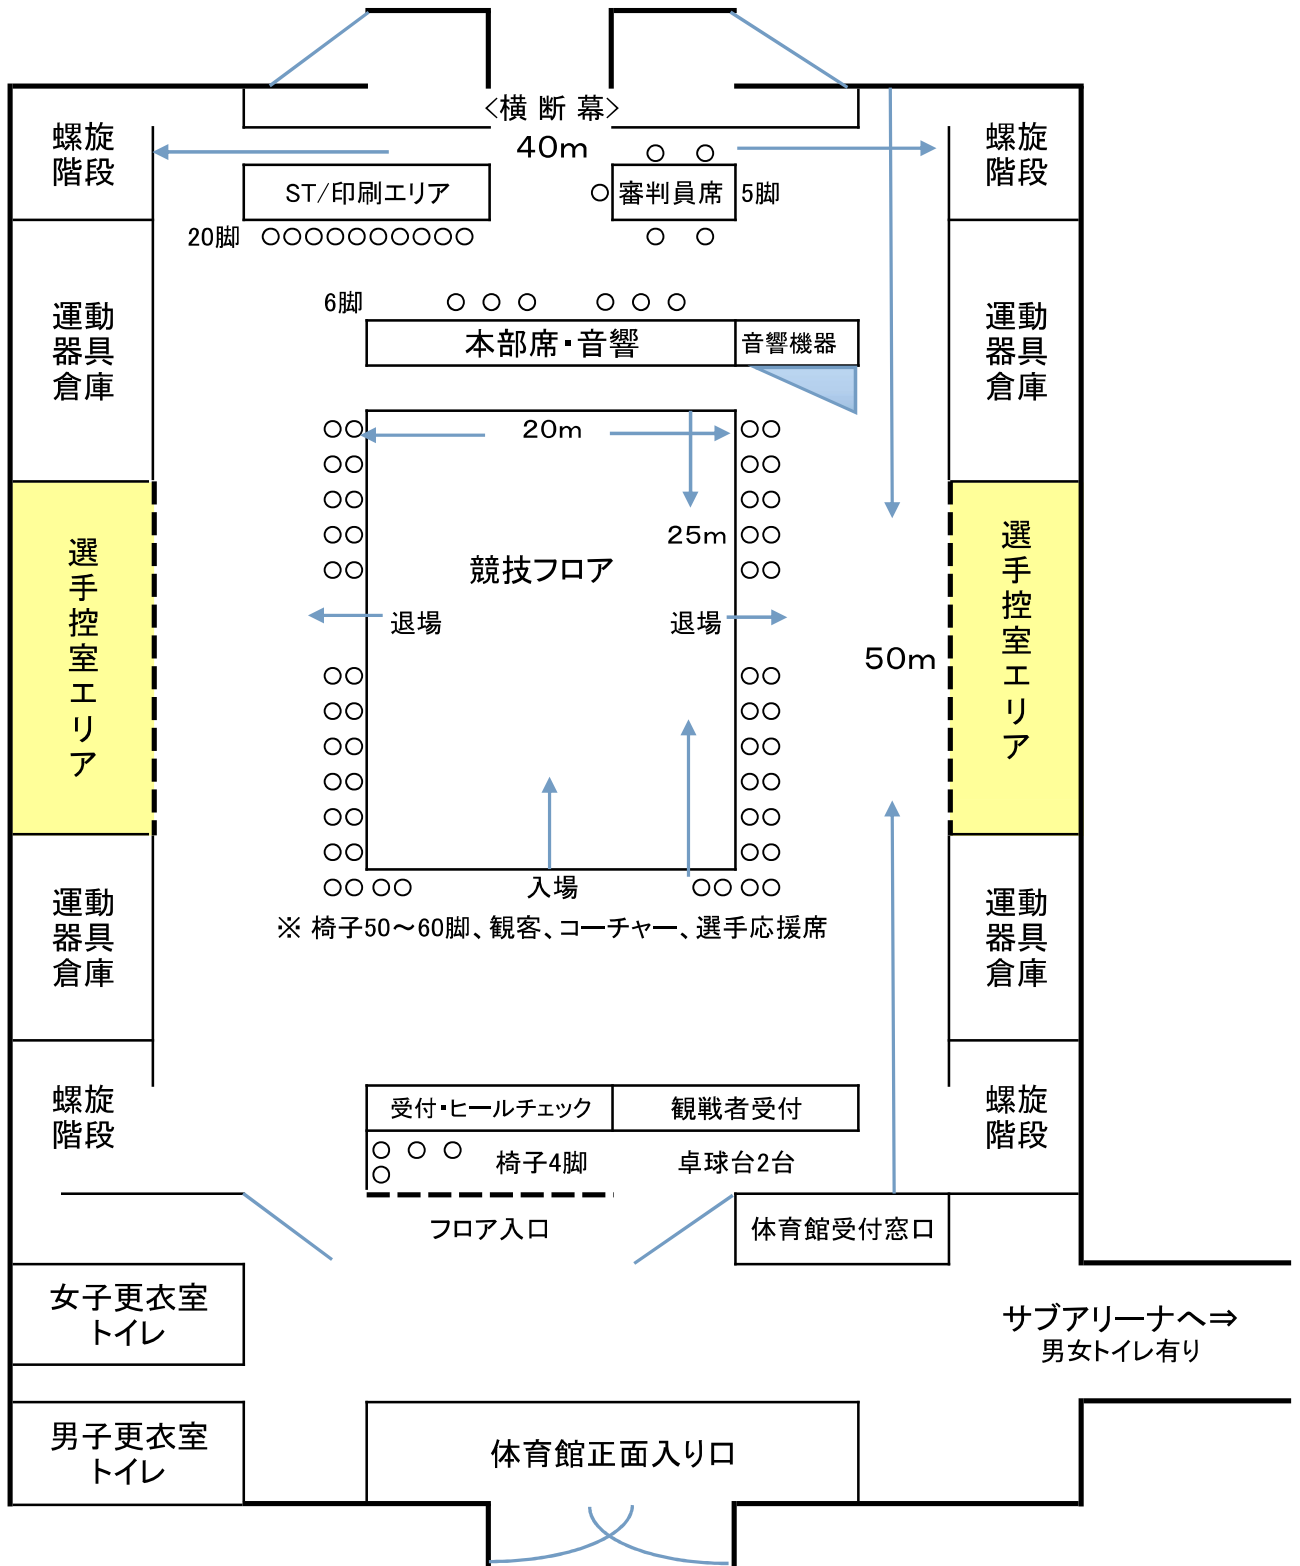 <横 断 幕>
40m
螺旋
階段
螺旋
階段
ST/印刷エリア
審判員席
5脚
20脚
6脚
本部席・音響
音響機器
運動
器具
倉庫
運動
器具
倉庫
20m
25m
競技フロア
退場
退場
50m
選手控室エリア
選手控室エリア
入場
※ 椅子50～60脚、観客、コーチャー、選手応援席
運動
器具
倉庫
運動
器具
倉庫
螺旋
階段
螺旋
階段
受付・ヒールチェック
観戦者受付
椅子4脚
卓球台2台
フロア入口
体育館受付窓口
女子更衣室
トイレ
サブアリーナへ⇒
男女トイレ有り
男子更衣室
トイレ
体育館正面入り口